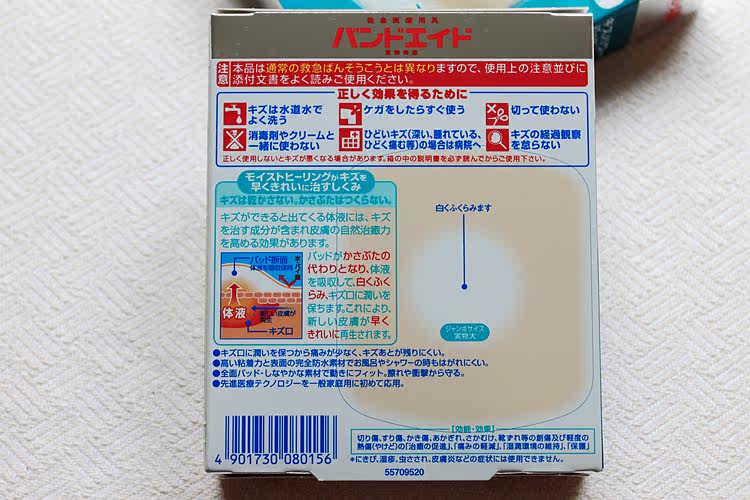 救急医療用具
バンドエイド
注意 本品は通常の救急ばんそうこうとは異なりますので、使用上の注意並びに
添付文書をよく読みご使用ください。
正しく効果を得るために
キズは水道水で
よく洗う
ケガをしたらすぐ使う
切って使わない
消毒剤やクリームと
一緒に使わない
ひどいキズ(深い、腫れている、
ひどく痛む等)の場合は病院へ
キズの経過観察
を怠らない
正しく使用しないとキズが悪くなる場合があります。箱の中の説明書を必ず読んでからご使用下さい。
モイストヒーリングがキズを
早くきれいに治すしくみ
キズは乾かさない。かさぶたはつくらない。
キズができると出てくる体液には、キズ
を治す成分が含まれ皮膚の自然治癒力
を高める効果があります。
パッド断面
体液を吸収保持
水・バイ菌
体液
新しい皮膚が
再生
キズ口
パッドがかさぶたの
代わりとなり、体液
を吸収して、白くふく
らみ、キズ口に潤いを
保ちます。これにより、
新しい皮膚が早く
きれいに再生されます。
白くふくらみます
ジャンボサイズ
実物大
●キズ口に潤いを保つから痛みが少なく、キズあとが残りにくい。
●高い粘着力と表面の完全防水素材でお風呂やシャワーの時もはがれにくい。
●全面パッド・しなやかな素材で動きにフィット。擦れや衝撃から守る。
●先進医療テクノロジーを一般家庭用に初めて応用。
【効能・効果】
切り傷、すり傷、かき傷、あかぎれ、さかむけ、靴ずれ等の創傷及び軽度の
熱傷(やけど)の「治癒の促進」、「痛みの軽減」、「湿潤環境の維持」、「保護」
*にきび、湿疹、虫さされ、皮膚炎などの症状には使用できません。
4 901730 080156
55709520